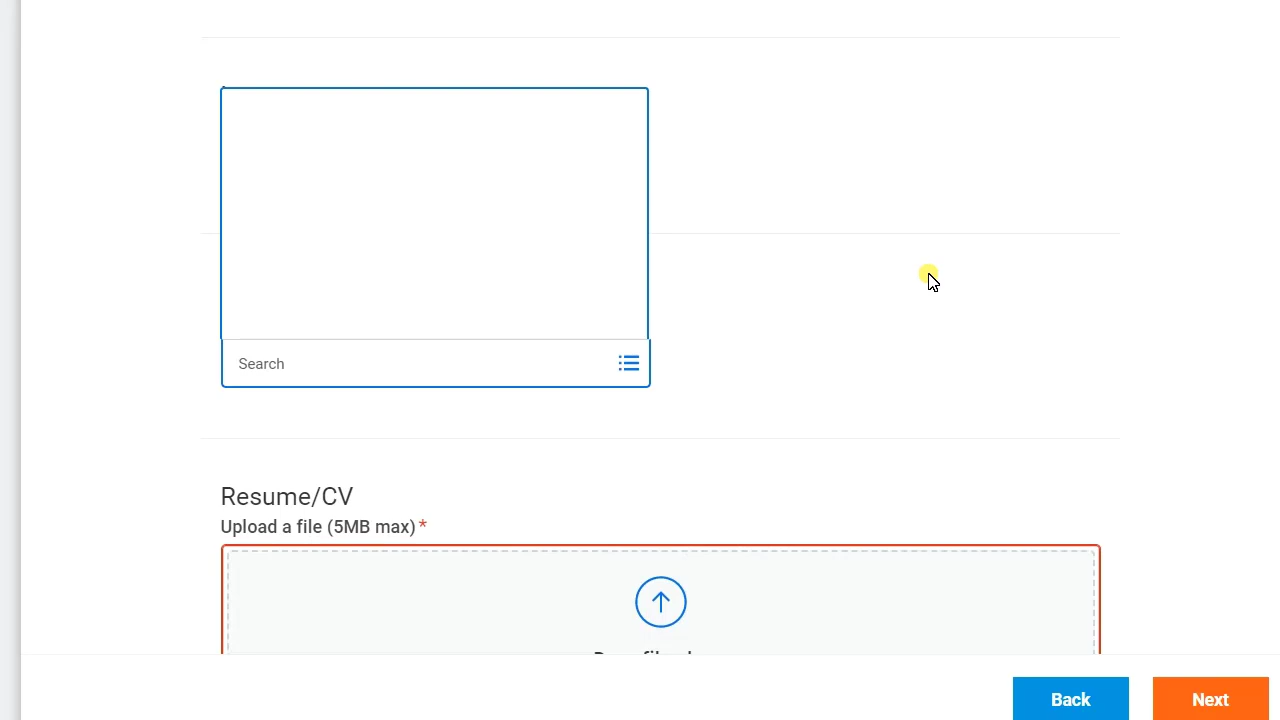 Search
Resume/CV
Upload a file (5MB max)*
Back
Next